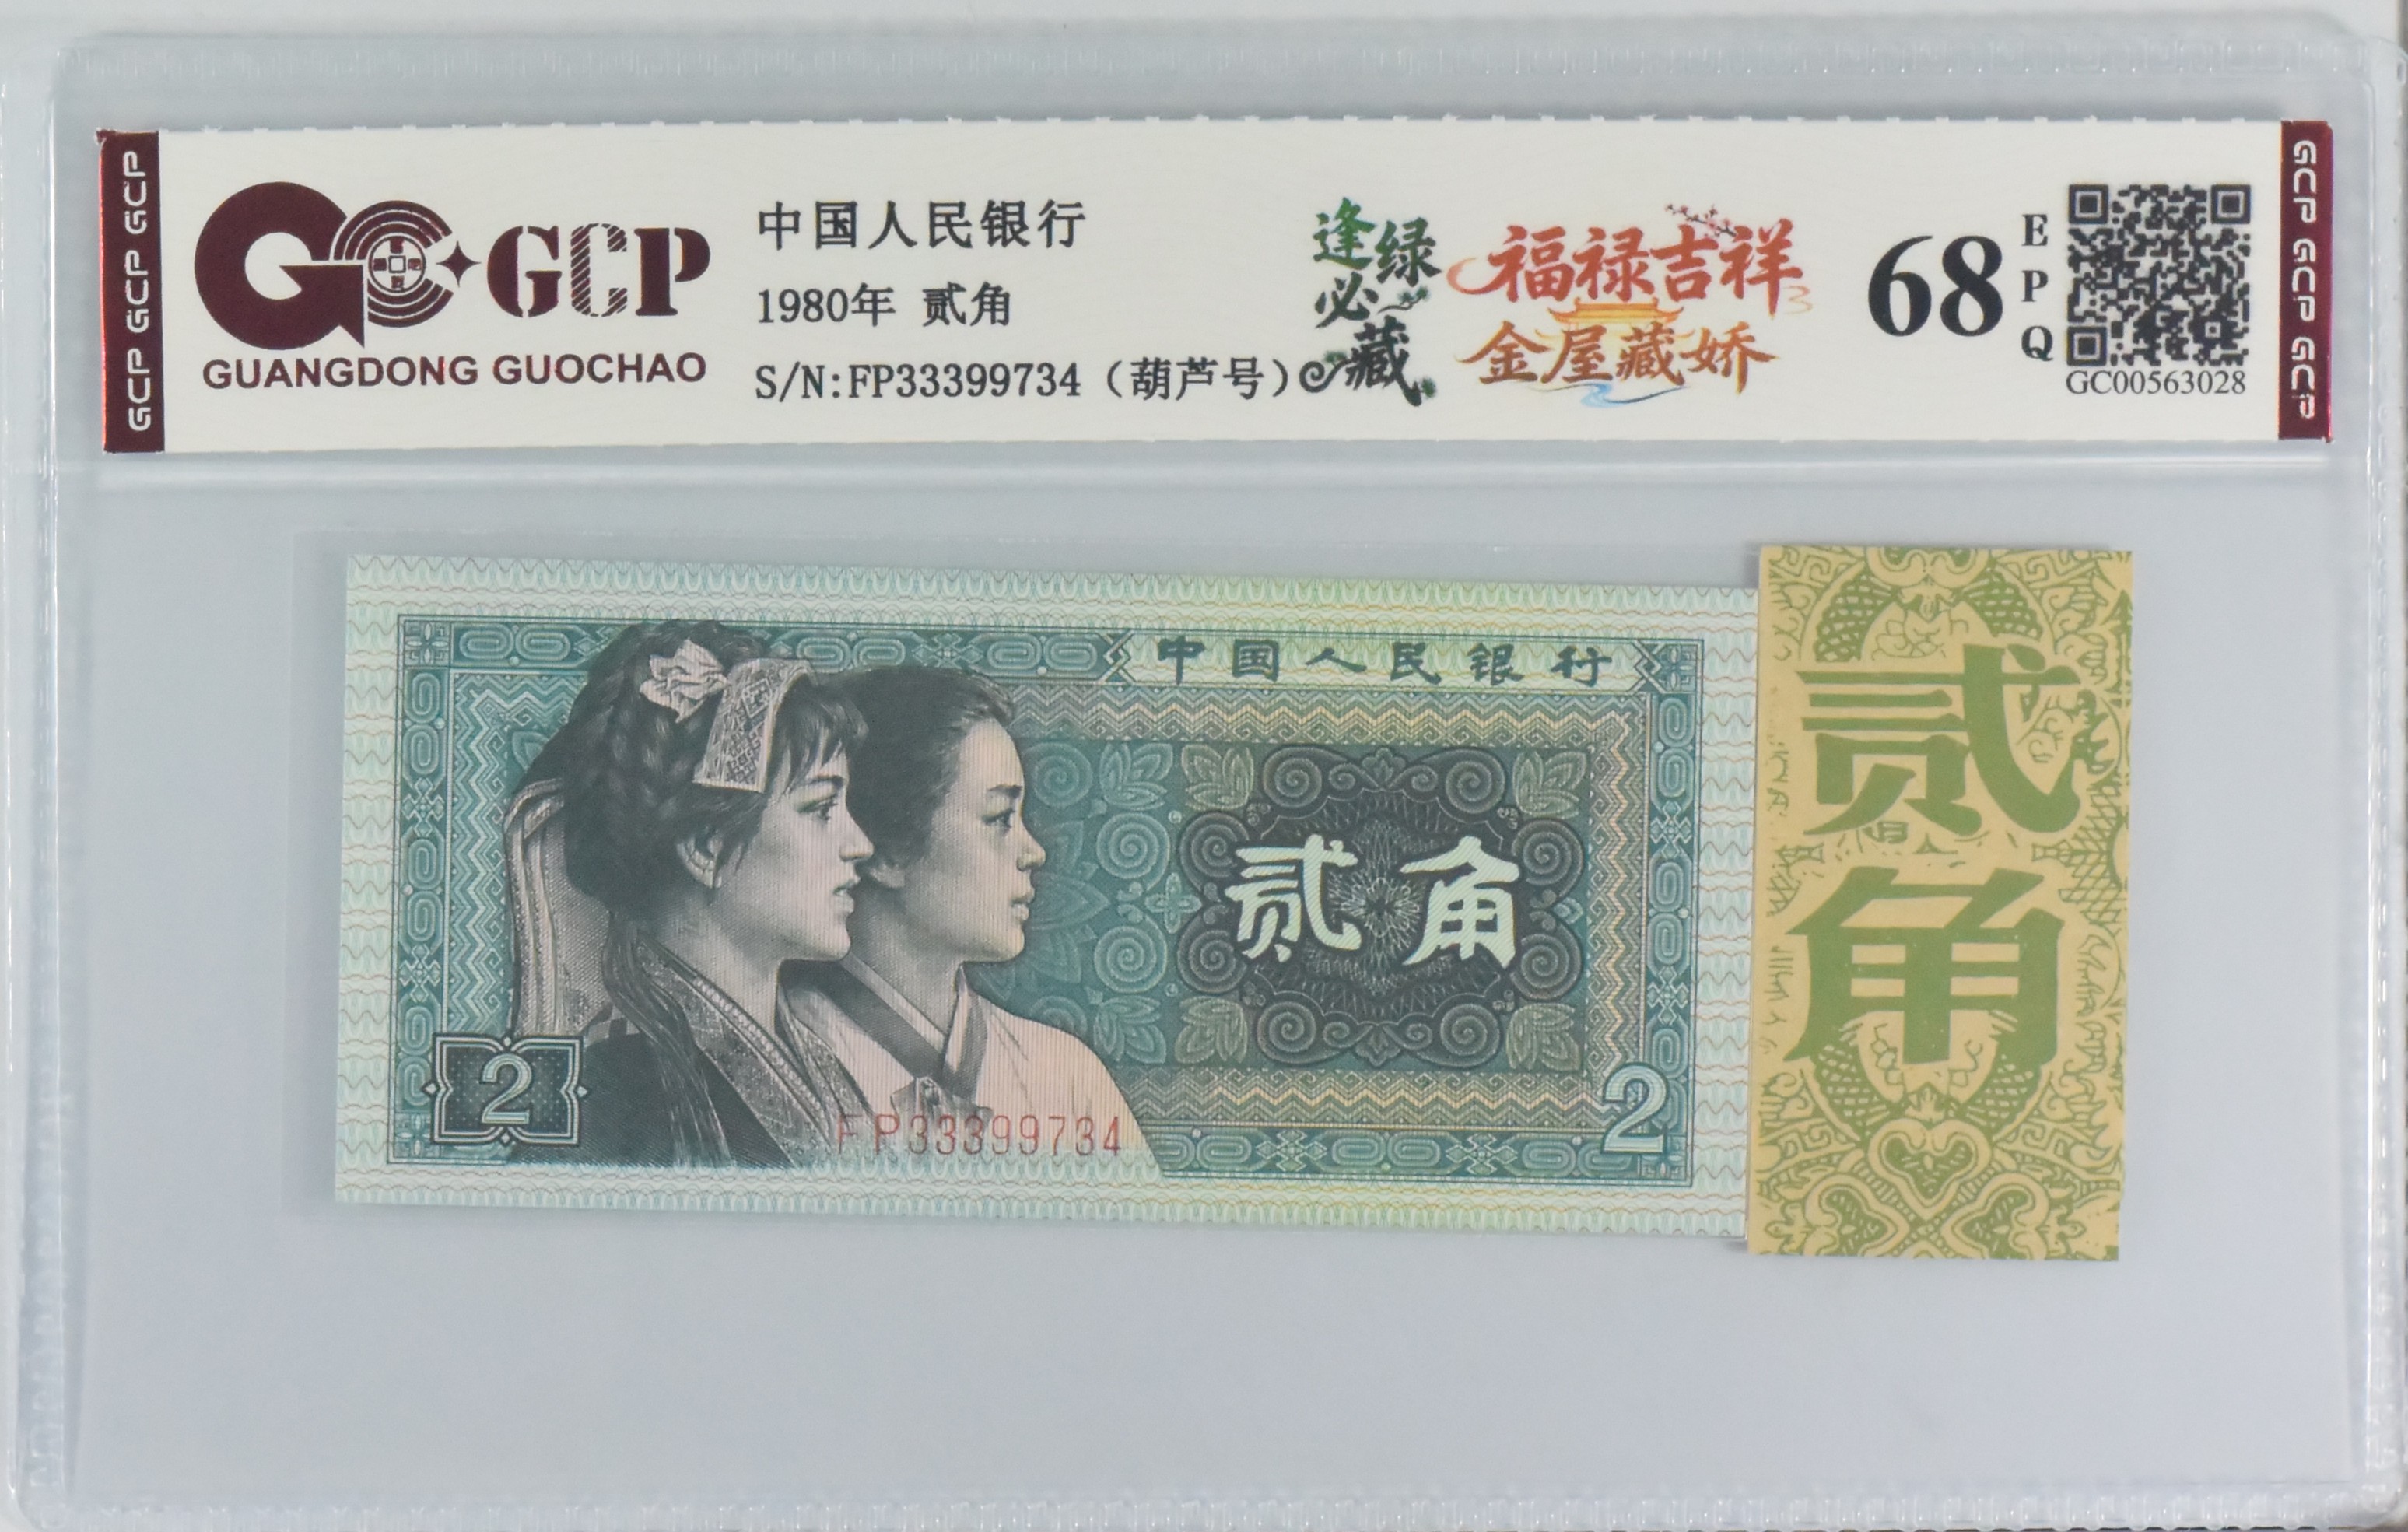 GCP GCP GCP
GCP
GUANGDONG GUOCHAO
中国人民银行
1980年 贰角
S/N:FP33399734（葫芦号）
逢绿
必藏
福禄吉祥
金屋藏娇
68
EPQ
GC00563028
GCP GCP GCP
中国人民银行
贰角
2
FP33399734
2
贰角